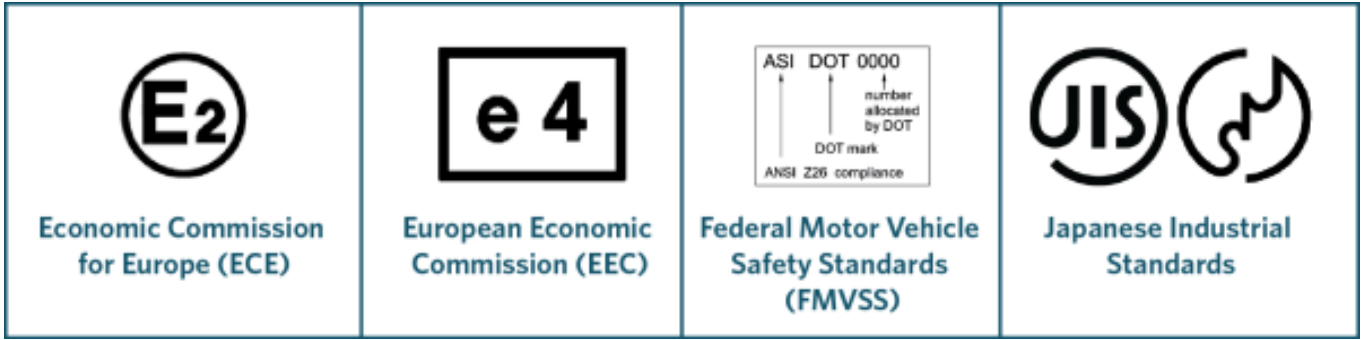 E2
Economic Commission
for Europe (ECE)
e 4
European Economic
Commission (EEC)
ASI DOT 0000
number
allocated
by DOT
DOT mark
ANSI Z26 compliance
Federal Motor Vehicle
Safety Standards
(FMVSS)
JIS
Japanese Industrial
Standards